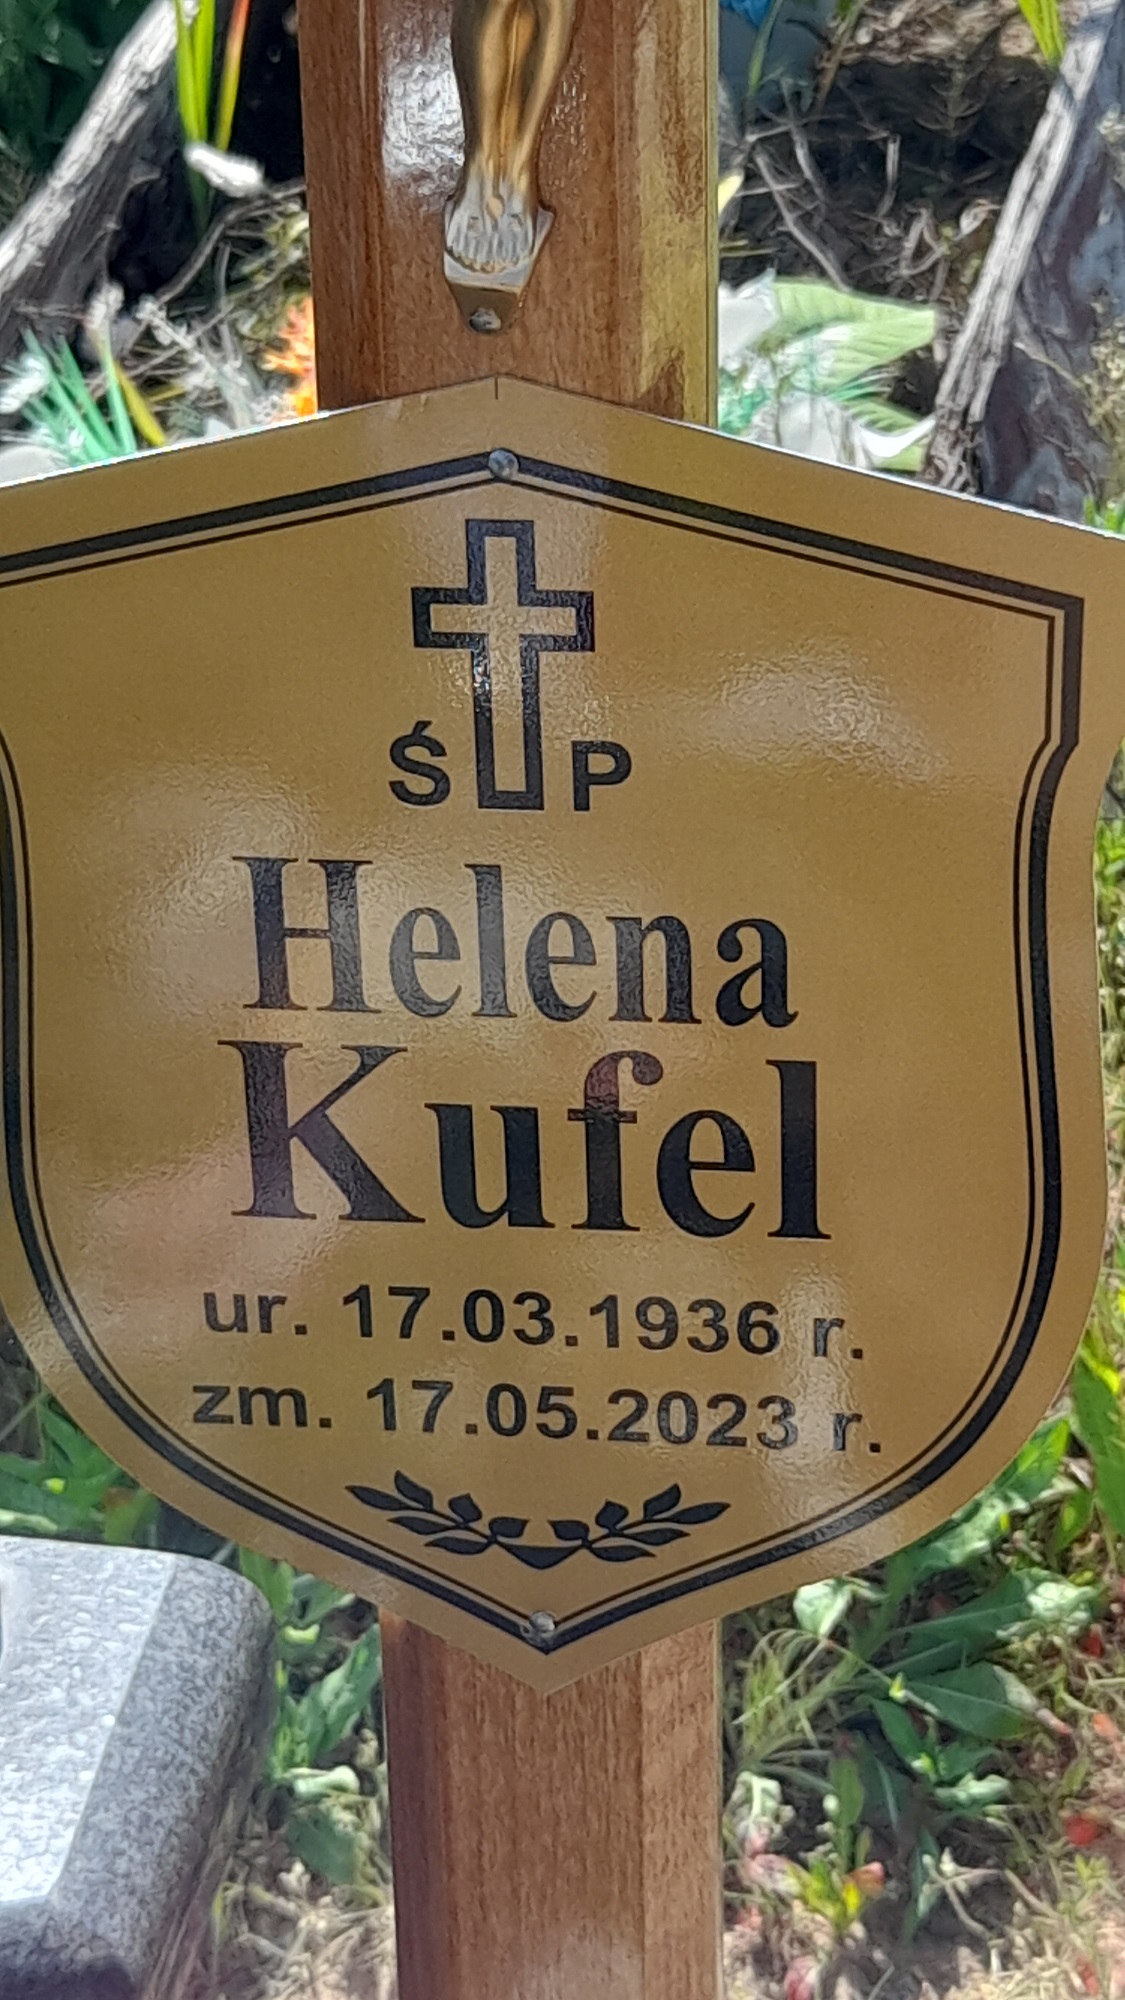 Ś P
Helena
Kufel
ur. 17.03.1936 r.
zm. 17.05.2023 r.